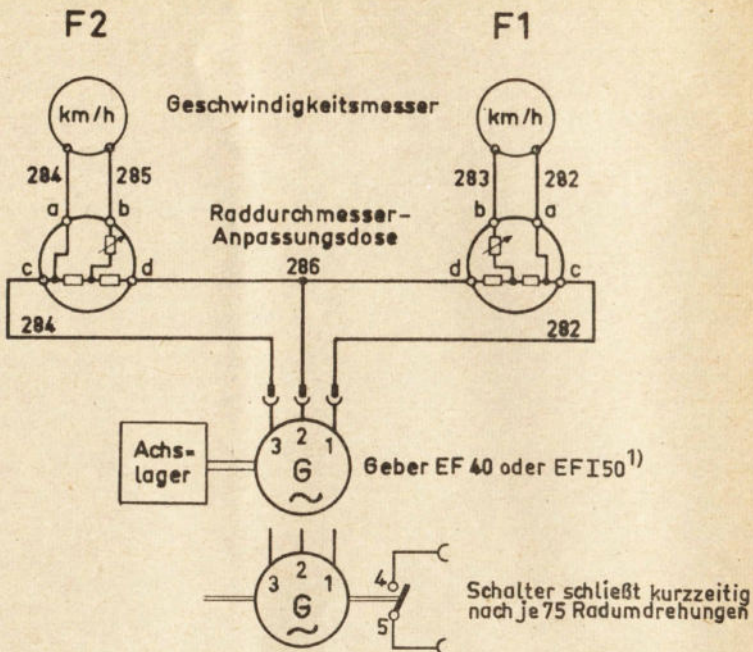 F2
F1
km/h
Geschwindigkeitsmesser
km/h
284
285
283
282
a
b
b
a
Raddurchmesser-
Anpassungsdose
c
d
286
d
c
284
282
3
2
1
G
~
Achs=
lager
Geber EF 40 oder EFI50¹⁾
3
2
1
G
~
4
5
Schalter schließt kurzzeitig
nach je 75 Radumdrehungen